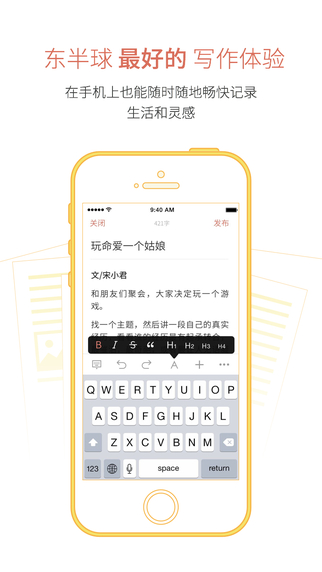 东半球 最好的 写作体验
在手机上也能随时随地畅快记录
生活和灵感
9:40 AM
关闭 422字 发布
玩命爱一个姑娘
文/宋小君
和朋友们聚会，大家决定玩一个游戏。
找一个主题，然后讲一段自己的真实
B I S “ H1 H2 H3 H4
A
Q W E R T Y U I O P
A S D F G H J K L
Z X C V B N M
123 space return